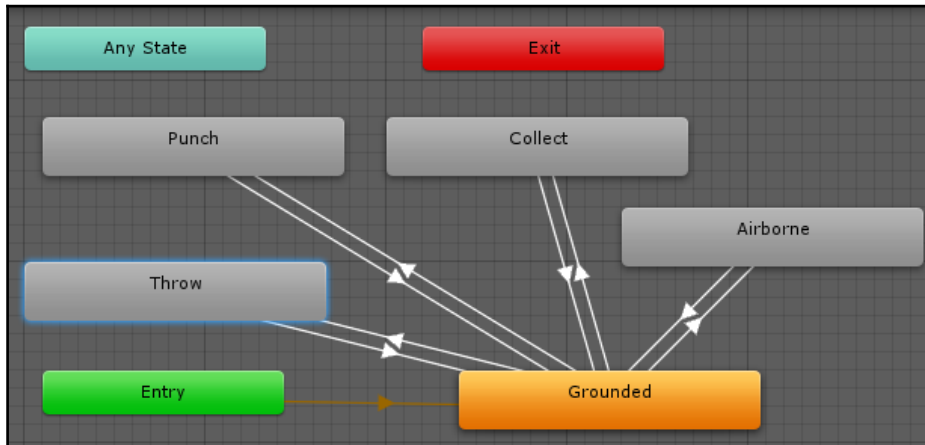 Any State
Exit
Punch
Collect
Airborne
Throw
Entry
Grounded